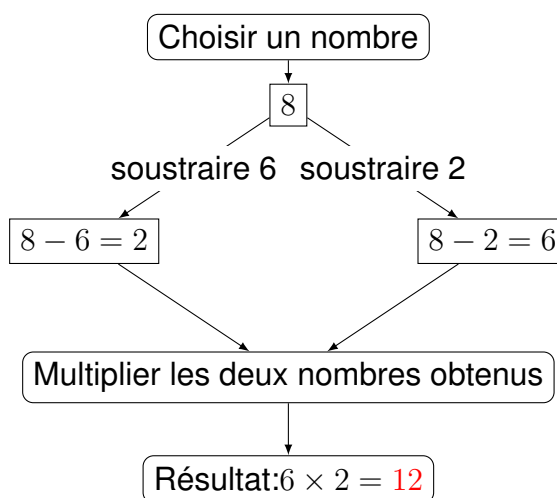 Choisir un nombre
8
soustraire 6 soustraire 2
8 − 6 = 2
8 − 2 = 6
Multiplier les deux nombres obtenus
Résultat:6 × 2 = 12